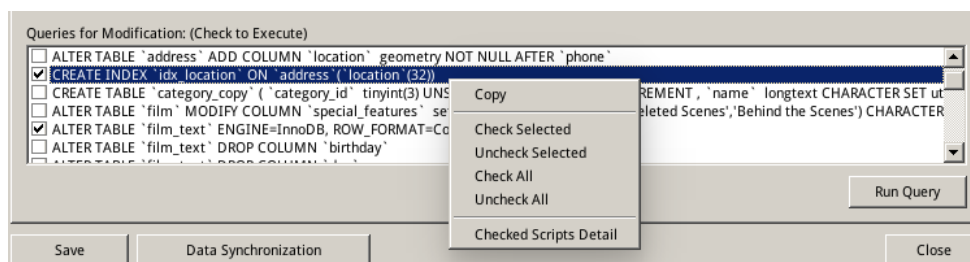 Queries for Modification: (Check to Execute)
ALTER TABLE `address` ADD COLUMN `location` geometry NOT NULL AFTER `phone`
CREATE INDEX `idx_location` ON `address`(`location`(32))
CREATE TABLE `category_copy` ( `category_id` tinyint(3) UNS REMENT , `name` longtext CHARACTER SET ut
ALTER TABLE `film` MODIFY COLUMN `special_features` se eleted Scenes','Behind the Scenes') CHARACTER
ALTER TABLE `film_text` ENGINE=InnoDB, ROW_FORMAT=Co
ALTER TABLE `film_text` DROP COLUMN `birthday`
Copy
Check Selected
Uncheck Selected
Check All
Uncheck All
Checked Scripts Detail
Run Query
Save
Data Synchronization
Close